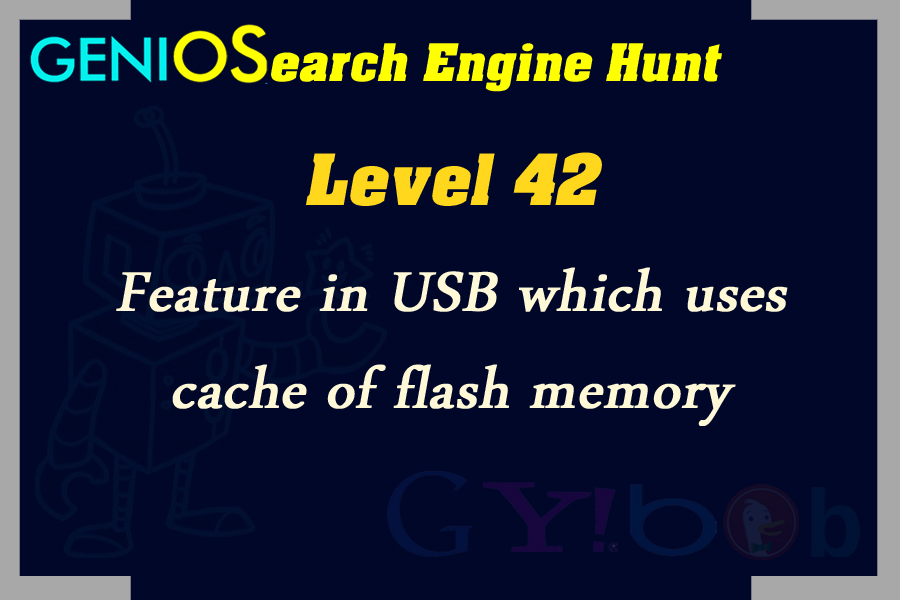 GENIOSearch Engine Hunt
Level 42
Feature in USB which uses
cache of flash memory
G Y! b b